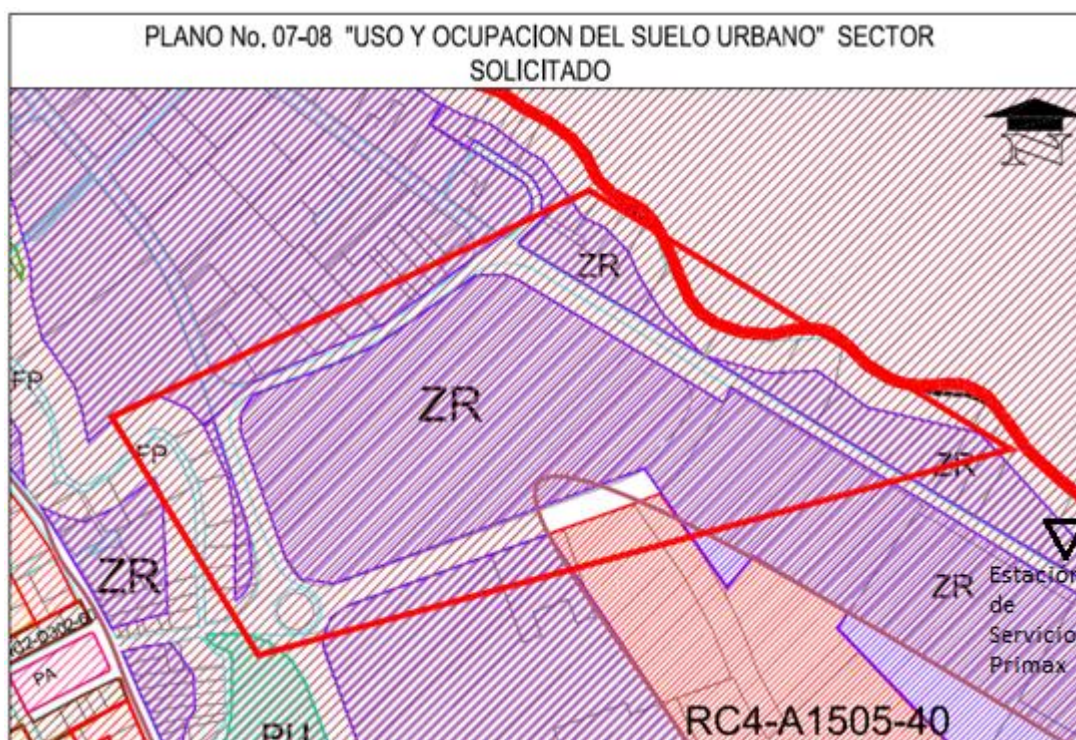 PLANO No. 07-08 "USO Y OCUPACION DEL SUELO URBANO" SECTOR
SOLICITADO
N
ZR
FP
ZR
FP
ZR
ZR
ZR
Estación
de
Servicio
Primax
PA
RC4-A1505-40